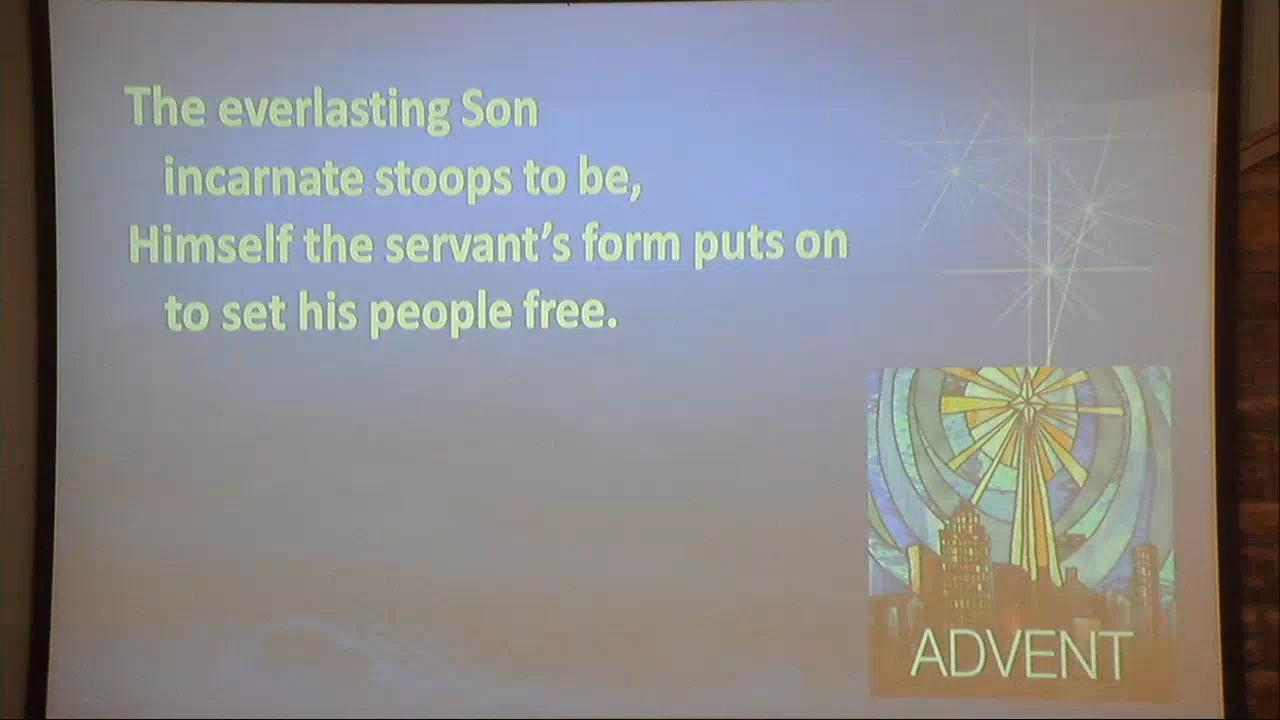 The everlasting Son
incarnate stoops to be,
Himself the servant’s form puts on
to set his people free.
ADVENT